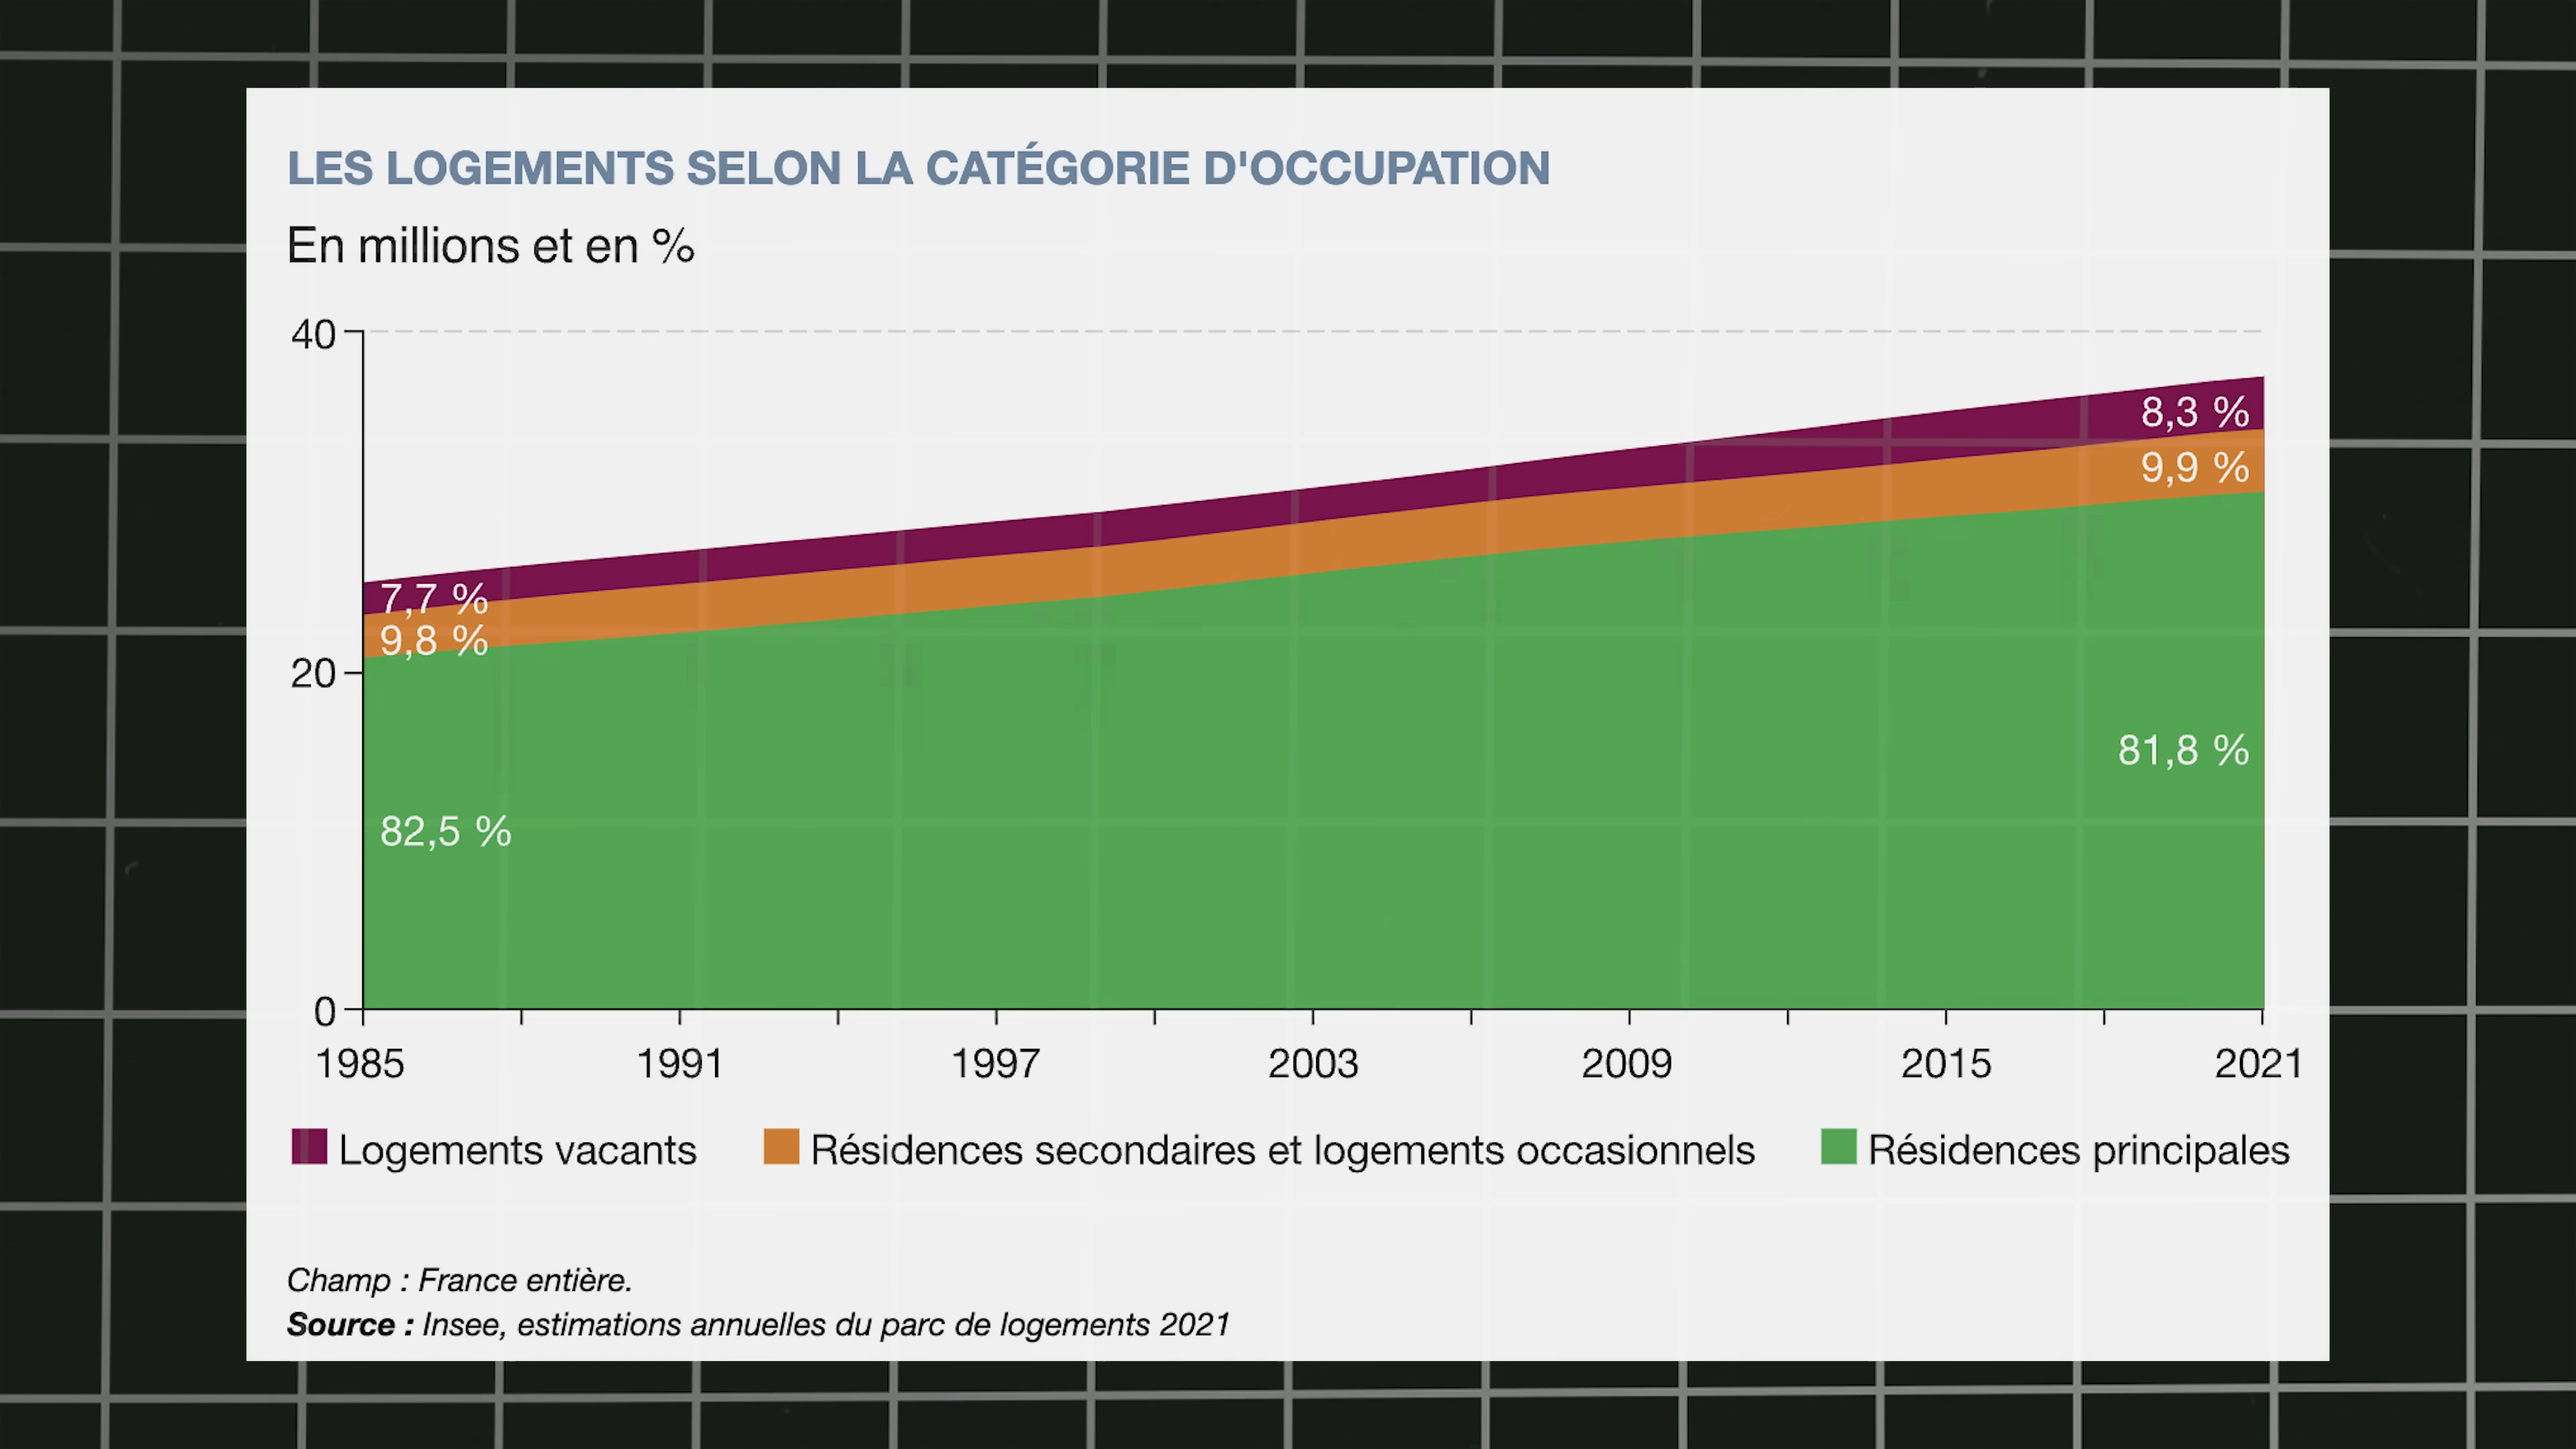 LES LOGEMENTS SELON LA CATÉGORIE D'OCCUPATION
En millions et en %
40
20
0
7,7 %
9,8 %
82,5 %
8,3 %
9,9 %
81,8 %
1985 1991 1997 2003 2009 2015 2021
Logements vacants Résidences secondaires et logements occasionnels Résidences principales
Champ : France entière.
Source : Insee, estimations annuelles du parc de logements 2021